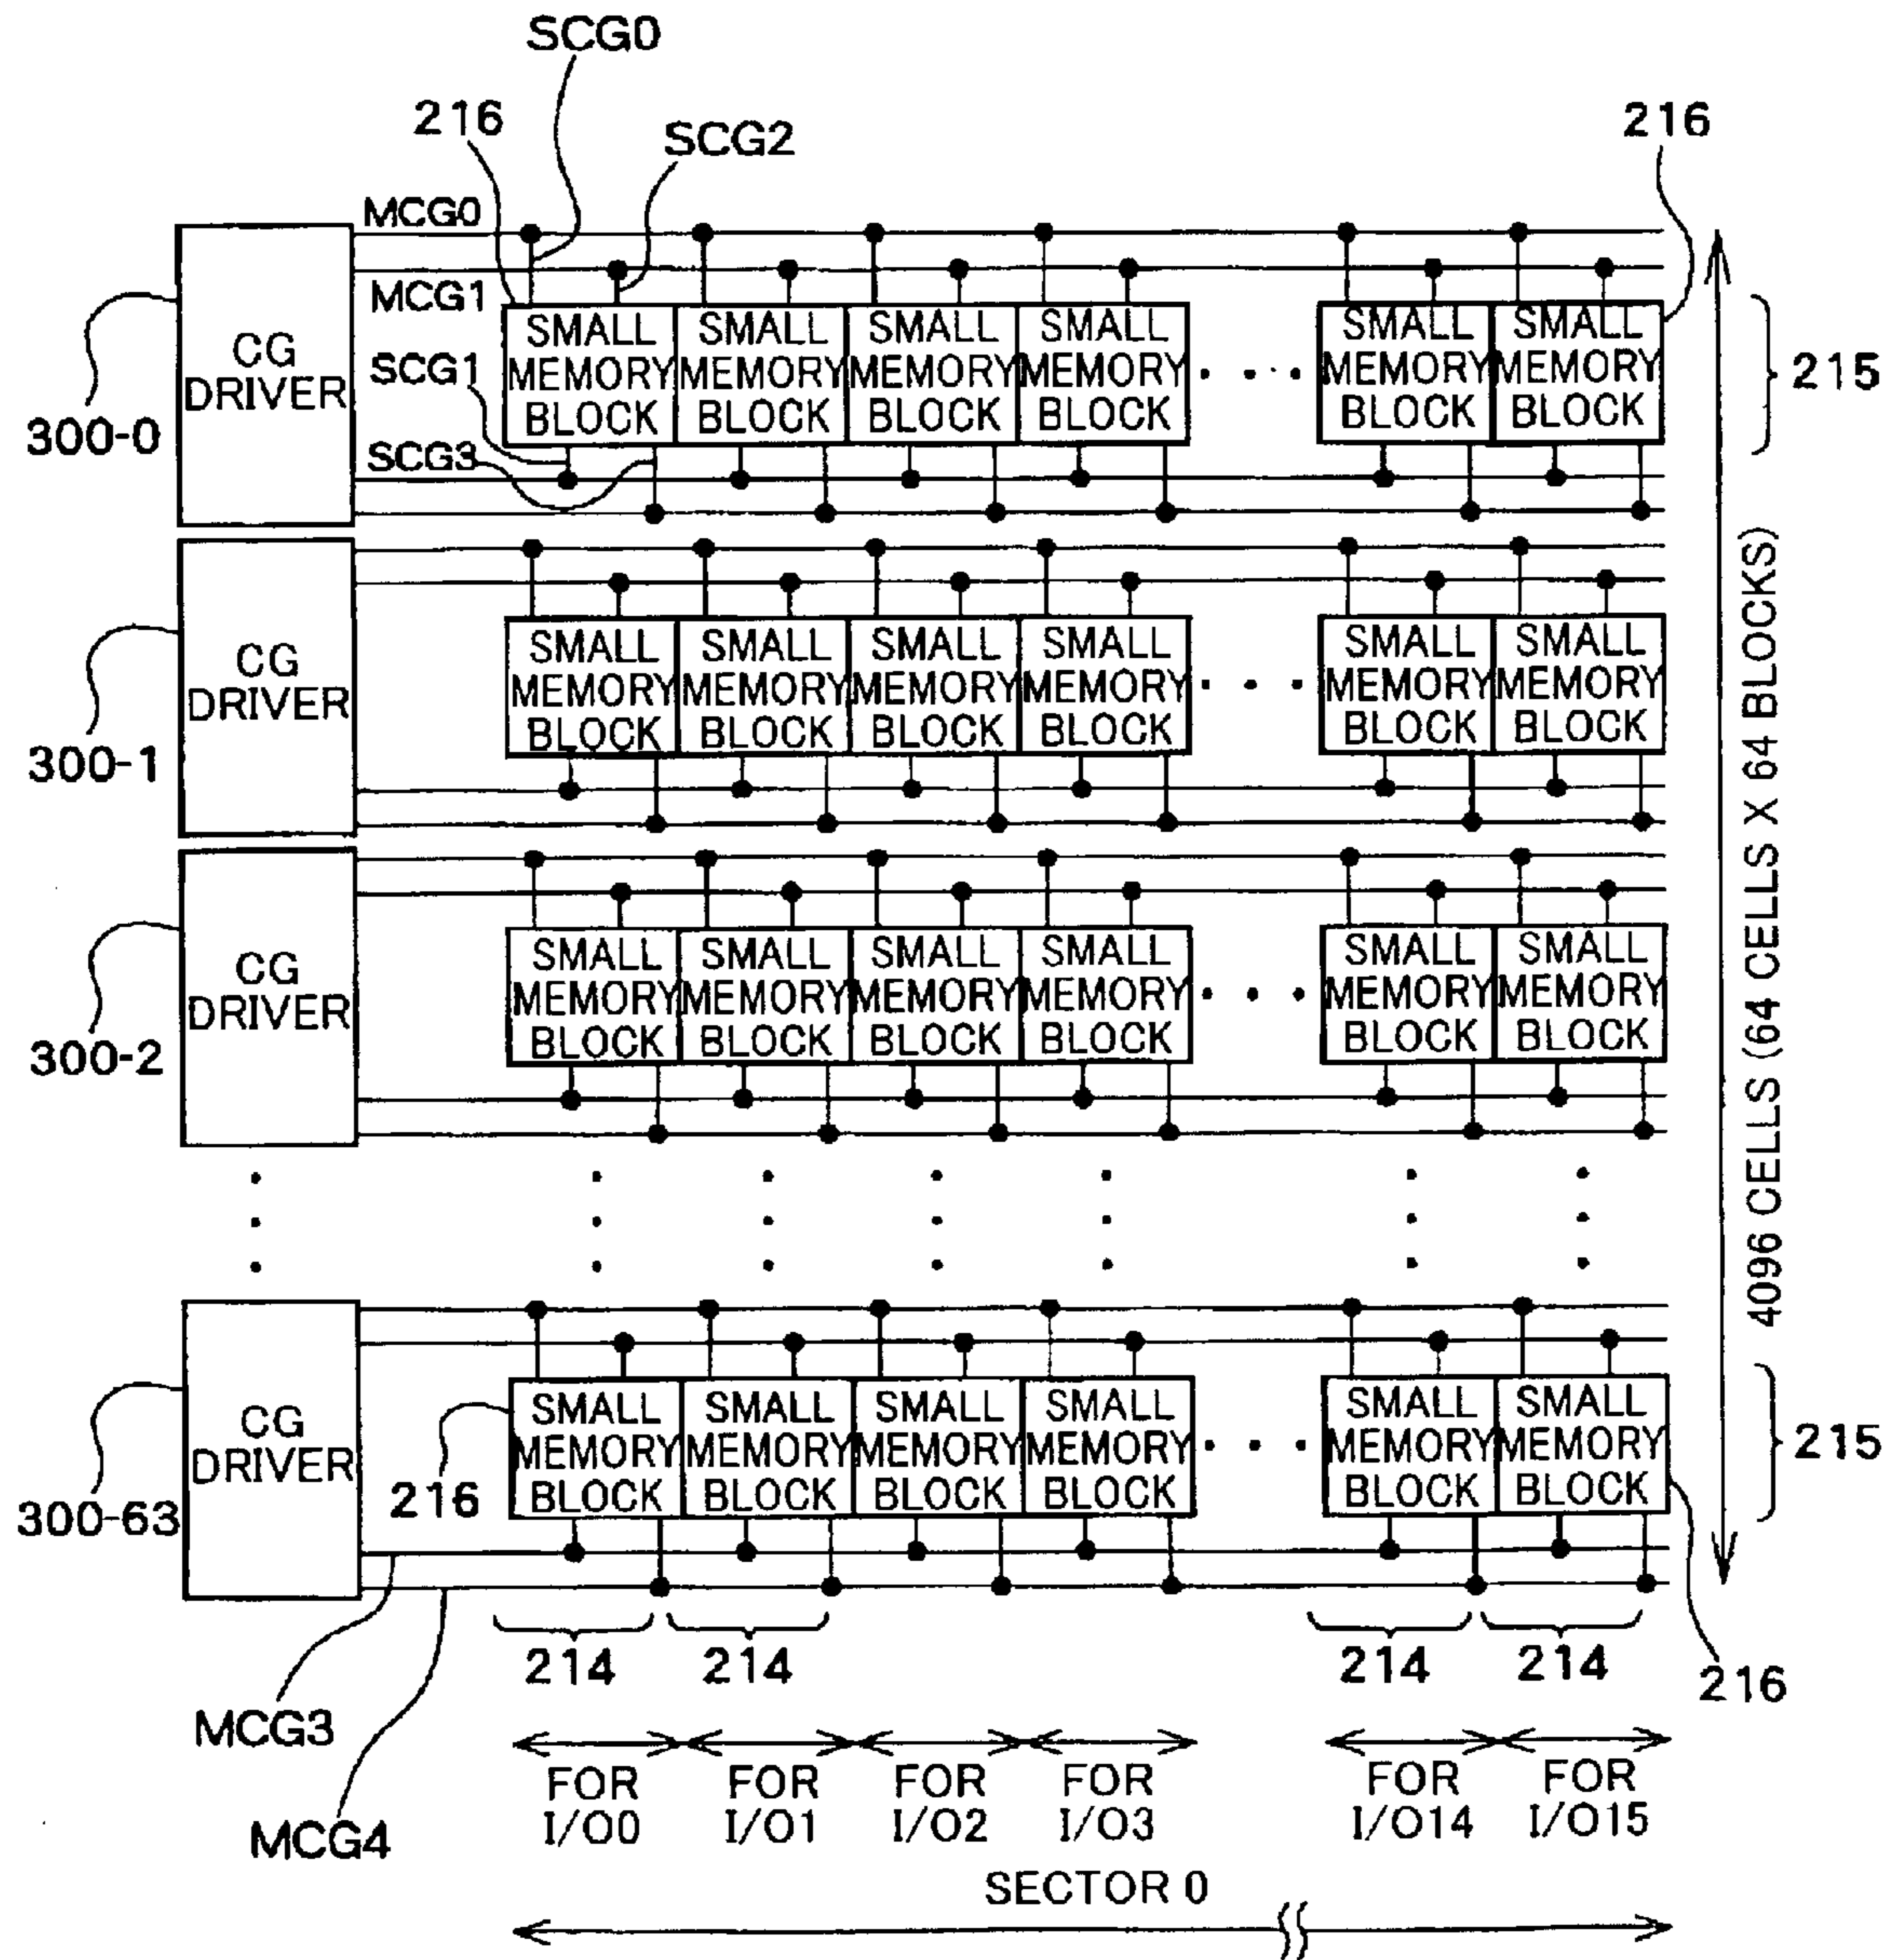 SCG0
216
SCG2
216
MCG0
MCG1
SMALL MEMORY BLOCK
SMALL MEMORY BLOCK
SMALL MEMORY BLOCK
SMALL MEMORY BLOCK
. . .
SMALL MEMORY BLOCK
SMALL MEMORY BLOCK
CG DRIVER
SCG1
215
300-0
SCG3
CG DRIVER
SMALL MEMORY BLOCK
SMALL MEMORY BLOCK
SMALL MEMORY BLOCK
SMALL MEMORY BLOCK
. . .
SMALL MEMORY BLOCK
SMALL MEMORY BLOCK
300-1
4096 CELLS (64 CELLS X 64 BLOCKS)
CG DRIVER
SMALL MEMORY BLOCK
SMALL MEMORY BLOCK
SMALL MEMORY BLOCK
SMALL MEMORY BLOCK
. . .
SMALL MEMORY BLOCK
SMALL MEMORY BLOCK
300-2
CG DRIVER
SMALL MEMORY BLOCK
SMALL MEMORY BLOCK
SMALL MEMORY BLOCK
SMALL MEMORY BLOCK
. . .
SMALL MEMORY BLOCK
SMALL MEMORY BLOCK
215
216
300-63
214
214
214
214
216
MCG3
MCG4
FOR I/O0
FOR I/O1
FOR I/O2
FOR I/O3
FOR I/O14
FOR I/O15
SECTOR 0